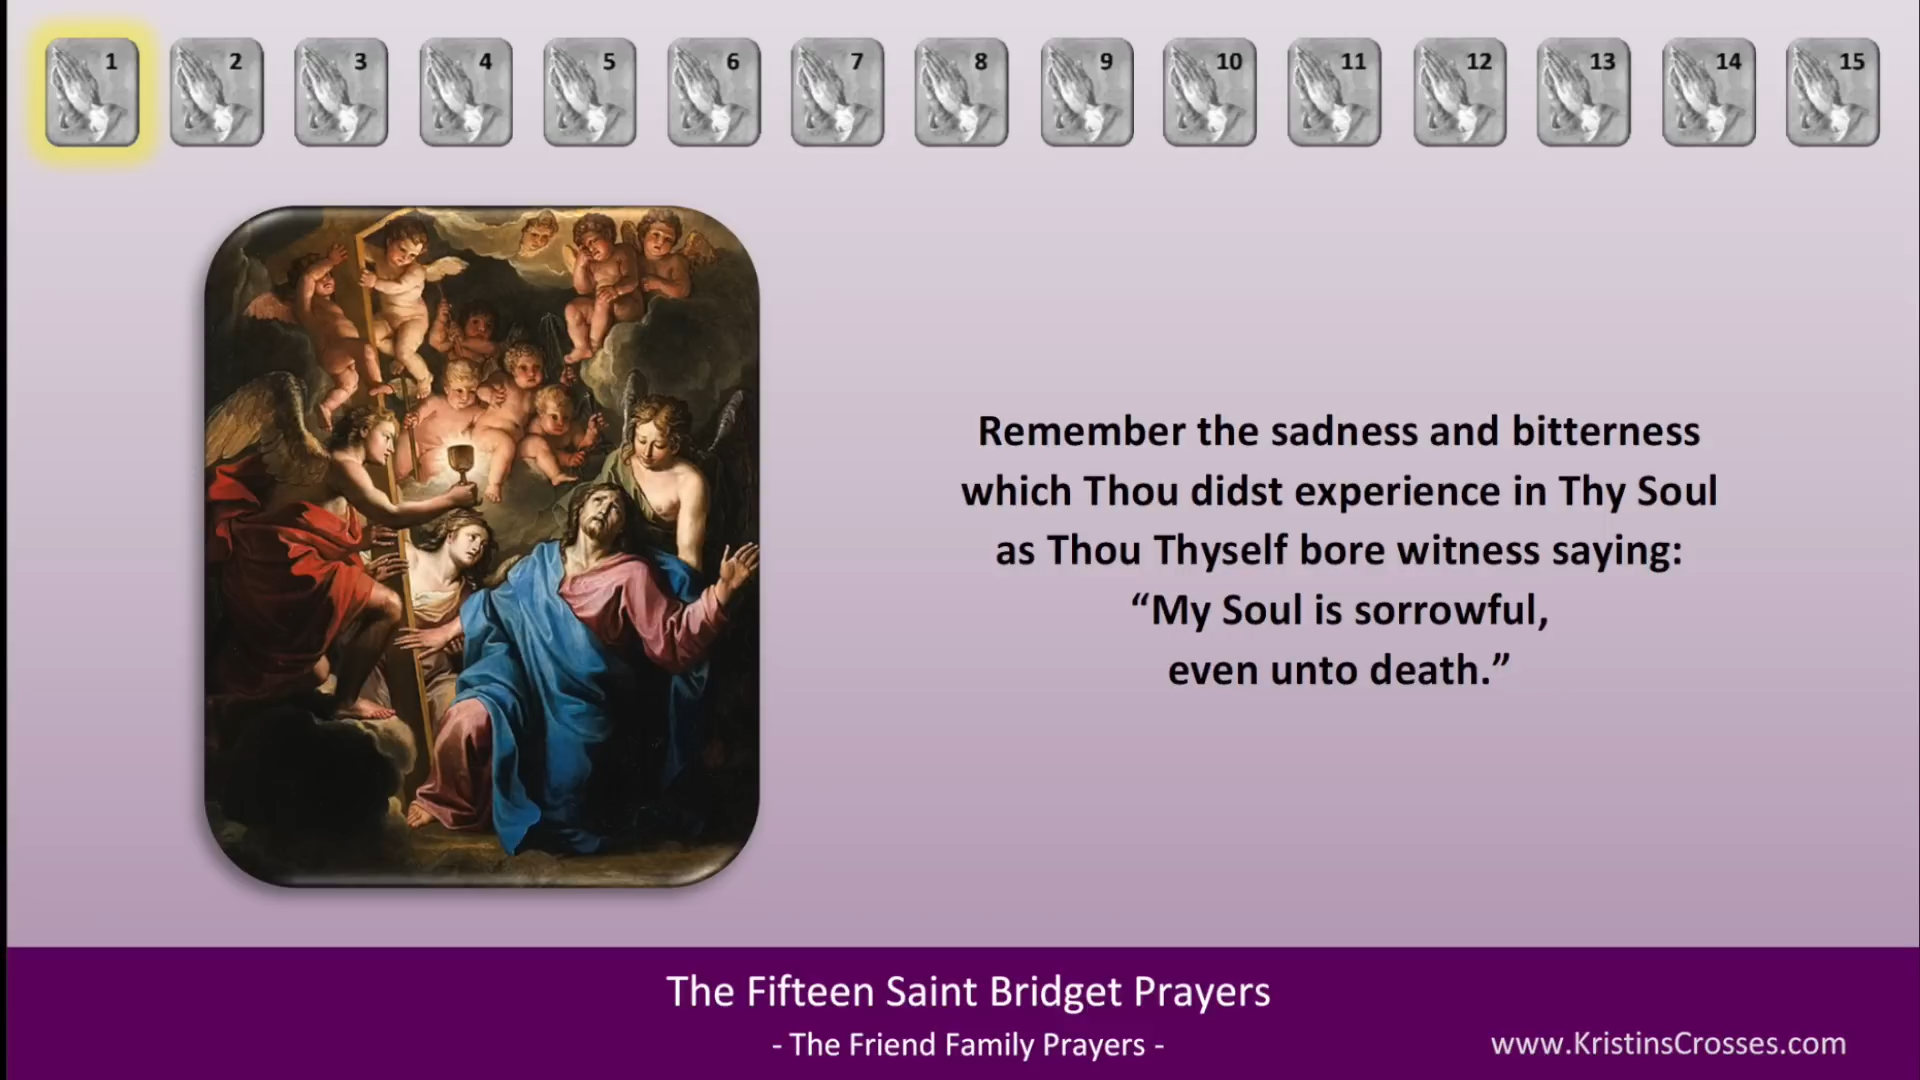 1 2 3 4 5 6 7 8 9 10 11 12 13 14 15
Remember the sadness and bitterness
which Thou didst experience in Thy Soul
as Thou Thyself bore witness saying:
“My Soul is sorrowful,
even unto death.”
The Fifteen Saint Bridget Prayers
- The Friend Family Prayers -
www.KristinsCrosses.com